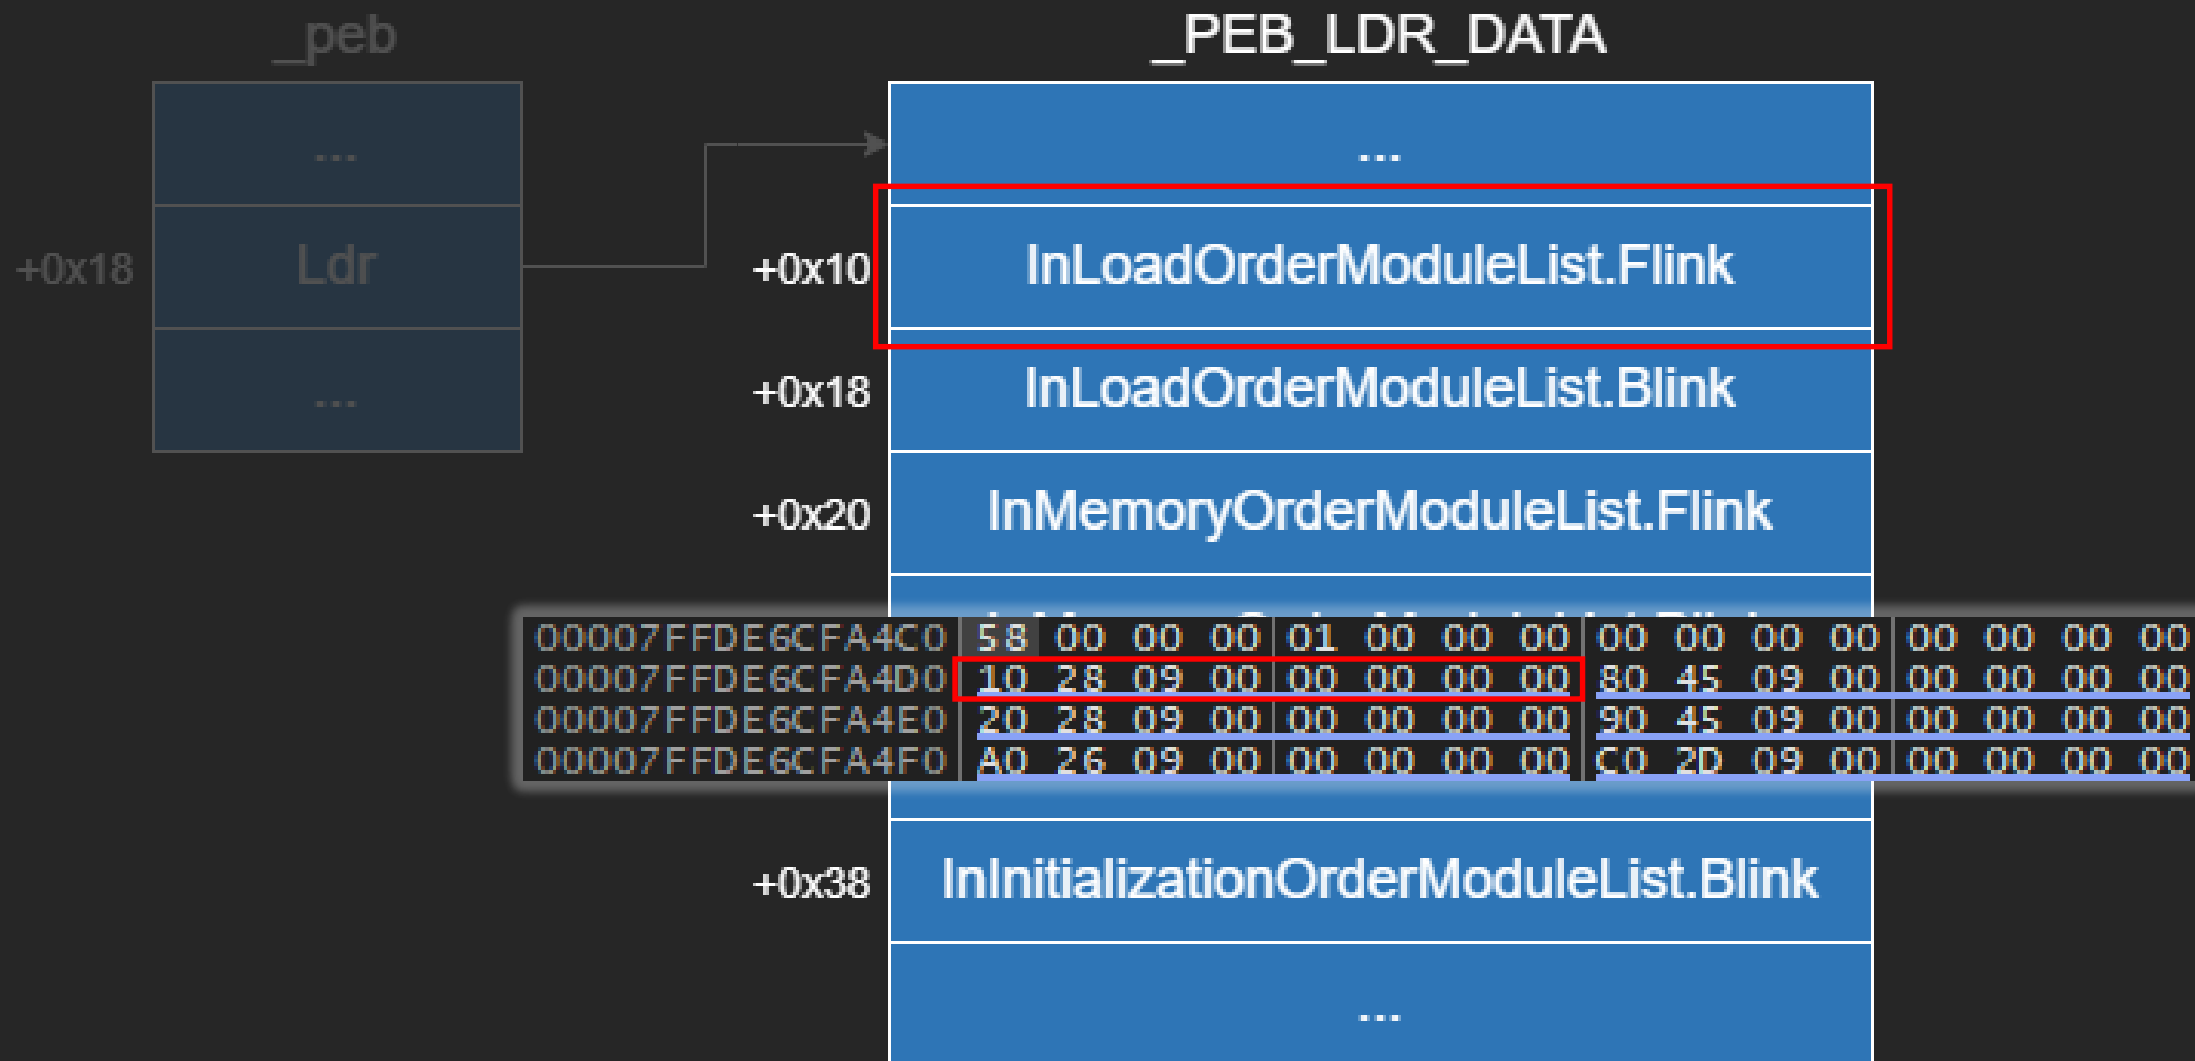 _peb
_PEB_LDR_DATA
...
...
+0x18
Ldr
+0x10
InLoadOrderModuleList.Flink
...
+0x18
InLoadOrderModuleList.Blink
+0x20
InMemoryOrderModuleList.Flink
00007FFDE6CFA4C0 58 00 00 00 01 00 00 00 00 00 00 00 00 00 00 00
00007FFDE6CFA4D0 10 28 09 00 00 00 00 00 80 45 09 00 00 00 00 00
00007FFDE6CFA4E0 20 28 09 00 00 00 00 00 90 45 09 00 00 00 00 00
00007FFDE6CFA4F0 A0 26 09 00 00 00 00 00 C0 2D 09 00 00 00 00 00
+0x38
InInitializationOrderModuleList.Blink
...